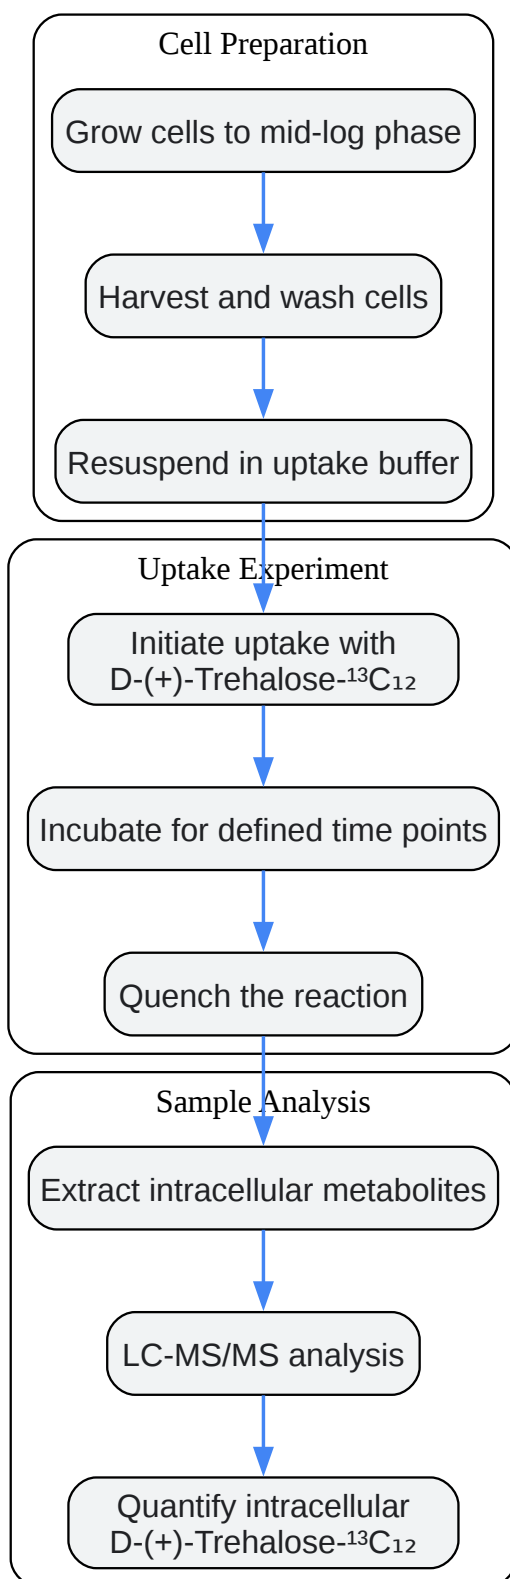 Cell Preparation
Grow cells to mid-log phase
Harvest and wash cells
Resuspend in uptake buffer
Uptake Experiment
Initiate uptake with
D-(+)-Trehalose-¹³C₁₂
Incubate for defined time points
Quench the reaction
Sample Analysis
Extract intracellular metabolites
LC-MS/MS analysis
Quantify intracellular
D-(+)-Trehalose-¹³C₁₂